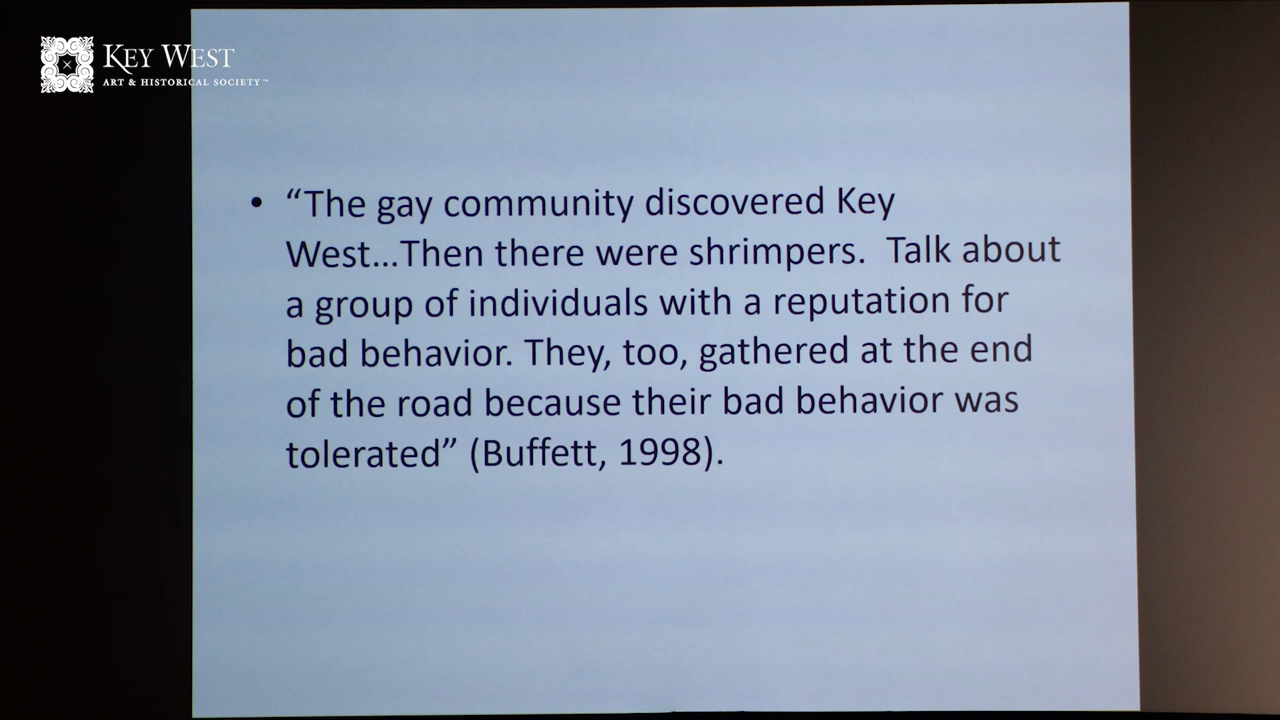 KEY WEST
ART & HISTORICAL SOCIETY™
• “The gay community discovered Key
West...Then there were shrimpers.  Talk about
a group of individuals with a reputation for
bad behavior. They, too, gathered at the end
of the road because their bad behavior was
tolerated” (Buffett, 1998).